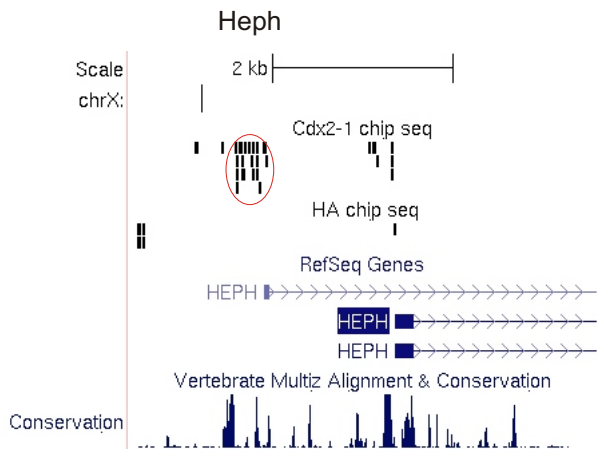 Heph
Scale 2 kb
chrX:
Cdx2-1 chip seq
HA chip seq
RefSeq Genes
HEPH
HEPH
HEPH
Vertebrate Multiz Alignment & Conservation
Conservation